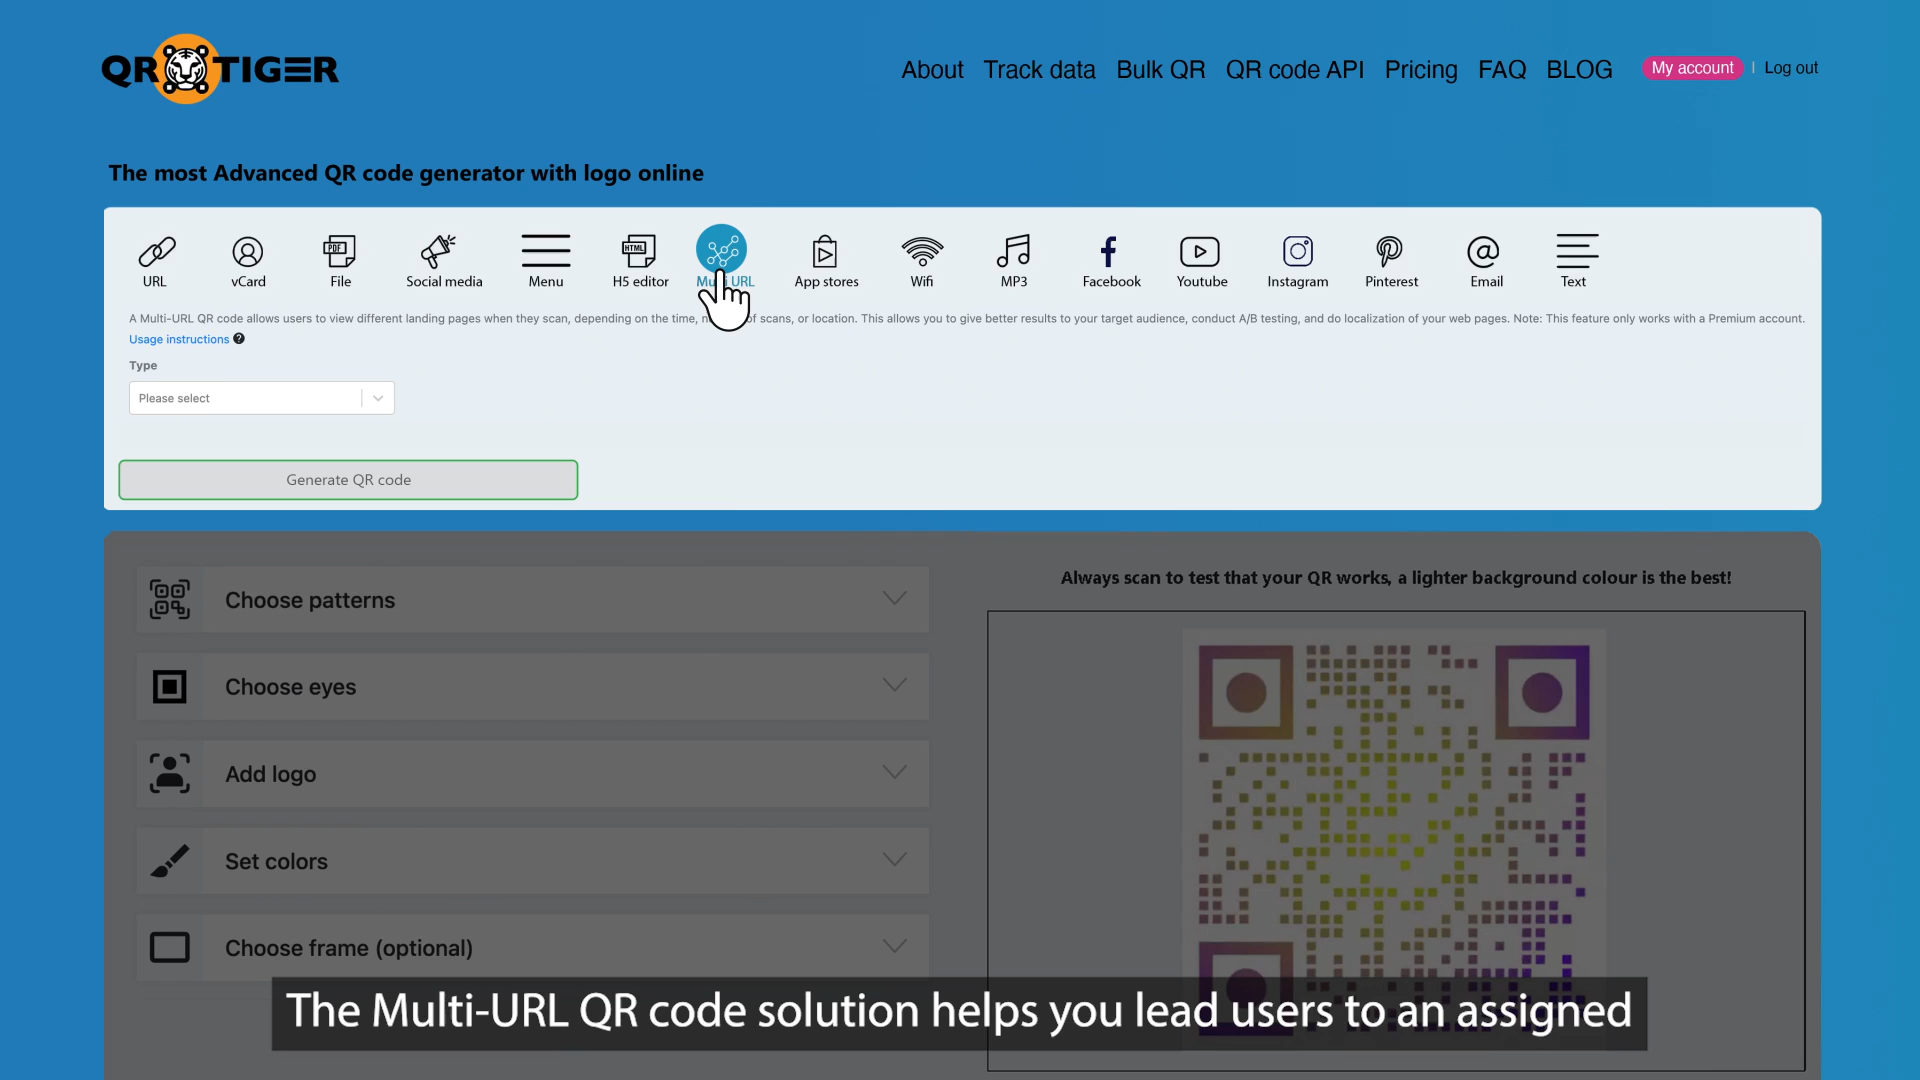 QR TIGER
About Track data Bulk QR QR code API Pricing FAQ BLOG My account | Log out
The most Advanced QR code generator with logo online
URL vCard File Social media Menu H5 editor Multi URL App stores Wifi MP3 Facebook Youtube Instagram Pinterest Email Text
PDF
HTML
A Multi-URL QR code allows users to view different landing pages when they scan, depending on the time, n of scans, or location. This allows you to give better results to your target audience, conduct A/B testing, and do localization of your web pages. Note: This feature only works with a Premium account.
Usage instructions ?
Type
Please select
Generate QR code
Choose patterns
Choose eyes
Add logo
Set colors
Choose frame (optional)
Always scan to test that your QR works, a lighter background colour is the best!
The Multi-URL QR code solution helps you lead users to an assigned